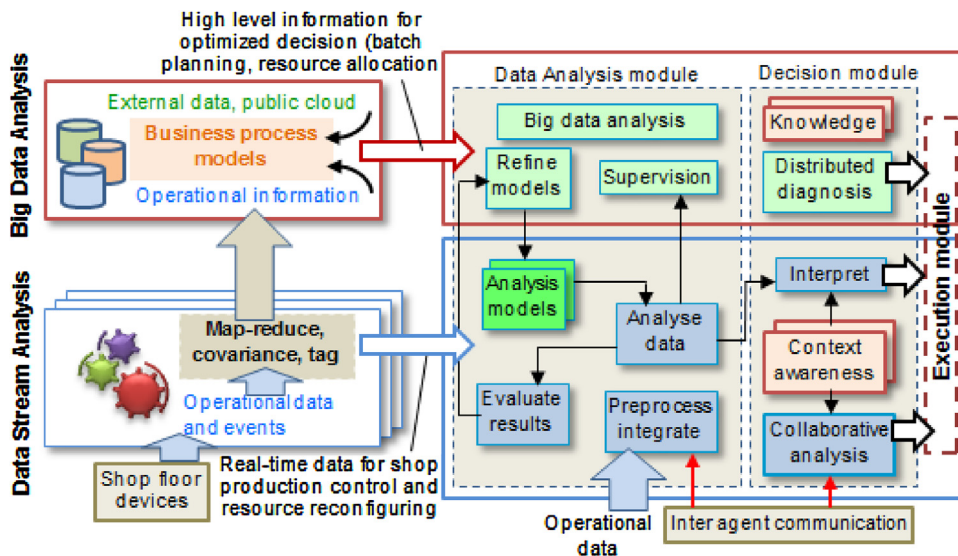 High level information for
optimized decision (batch
planning, resource allocation
Big Data Analysis
External data, public cloud
Business process
models
Operational information
Data Analysis module
Big data analysis
Refine
models
Supervision
Decision module
Knowledge
Distributed
diagnosis
Execution module
Data Stream Analysis
Map-reduce,
covariance, tag
Operational data
and events
Shop floor
devices
Real-time data for shop
production control and
resource reconfiguring
Analysis
models
Analyse
data
Evaluate
results
Preprocess
integrate
Interpret
Context
awareness
Collaborative
analysis
Operational
data
Inter agent communication